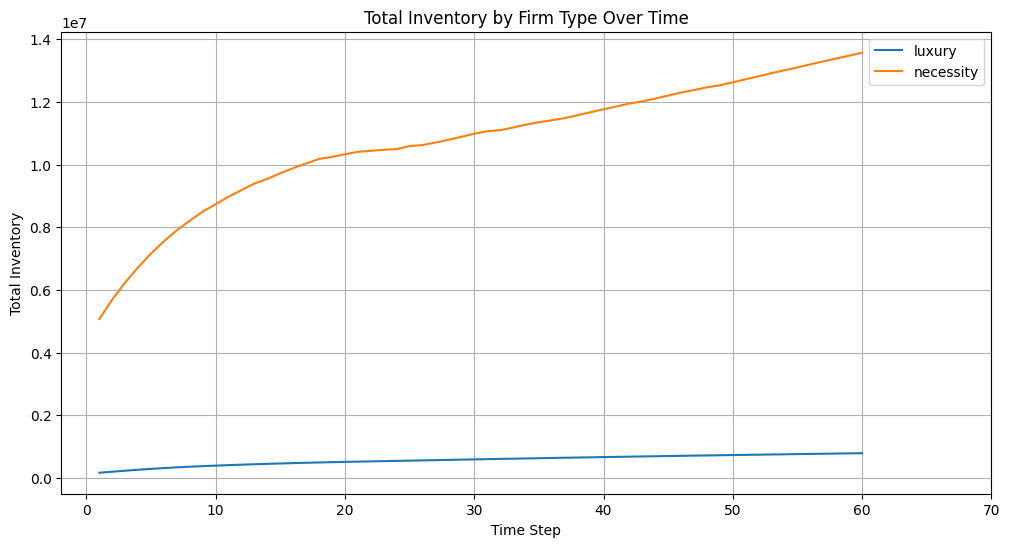 Total Inventory by Firm Type Over Time
1e7
luxury
necessity
1.4
1.2
1.0
0.8
0.6
0.4
0.2
0.0
Total Inventory
0 10 20 30 40 50 60 70
Time Step